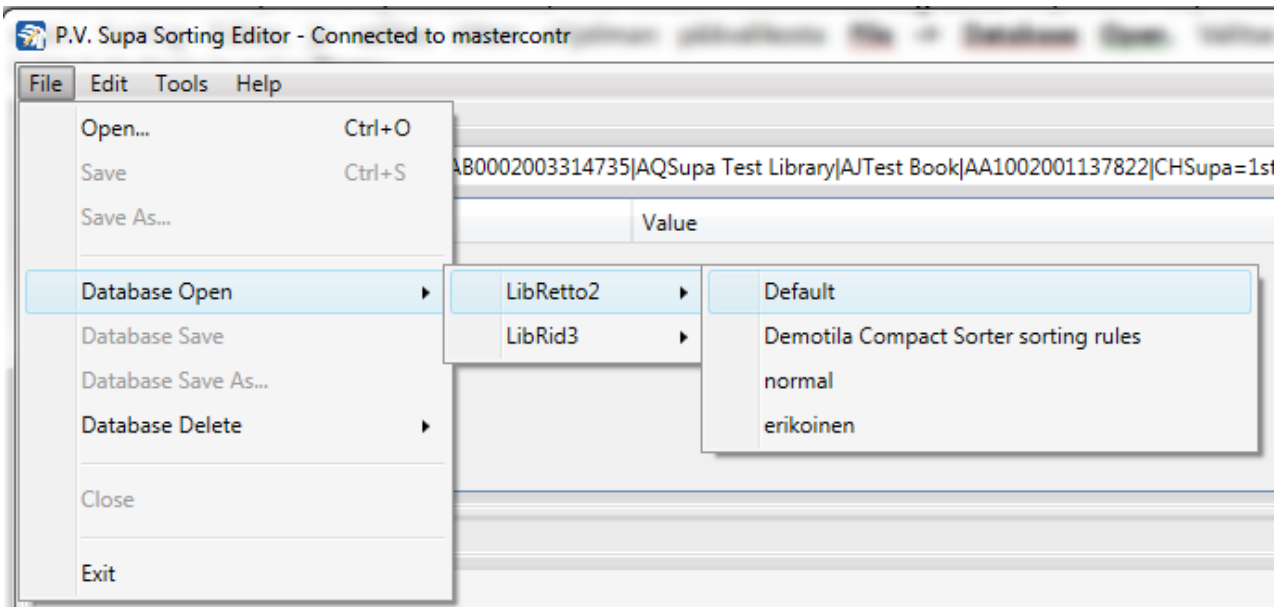 P.V. Supa Sorting Editor - Connected to mastercontr
File Edit Tools Help
Open... Ctrl+O
AB0002003314735|AQSupa Test Library|AJTest Book|AA1002001137822|CHSupa=1st
Save Ctrl+S
Save As...
Value
Database Open
LibRetto2
Default
Database Save
LibRid3
Demotila Compact Sorter sorting rules
Database Save As...
normal
Database Delete
erikoinen
Close
Exit